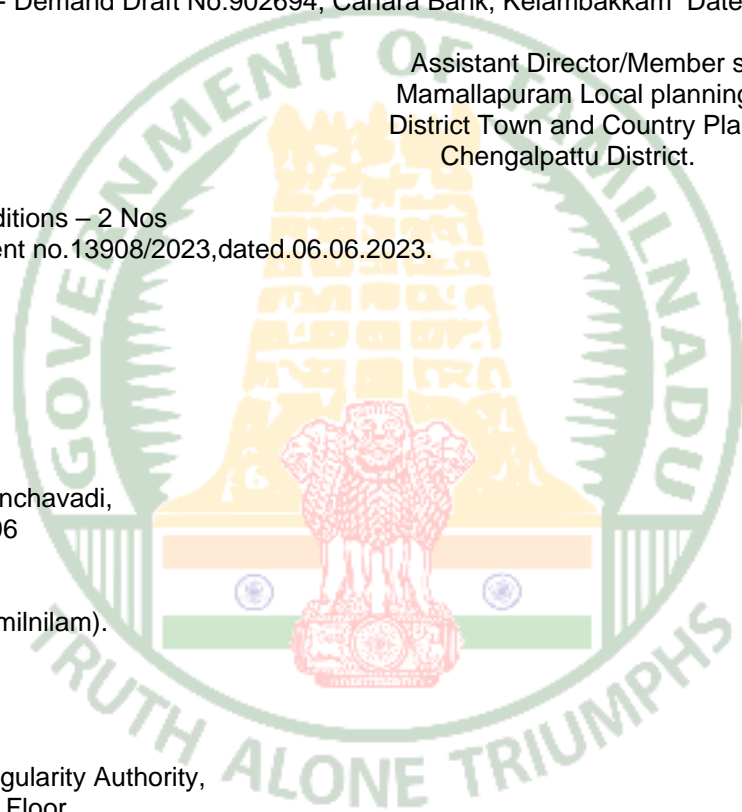 - Demand Draft No.902694, Canara Bank, Kelambakkam Date
Assistant Director/Member s
Mamallapuram Local planning
District Town and Country Pla
Chengalpattu District.
ditions – 2 Nos
ent no.13908/2023,dated.06.06.2023.
GOVERNMENT OF TAMILNADU
nchavadi,
06
milnilam).
TRUTH ALONE TRIUMPHS
gularity Authority,
Floor